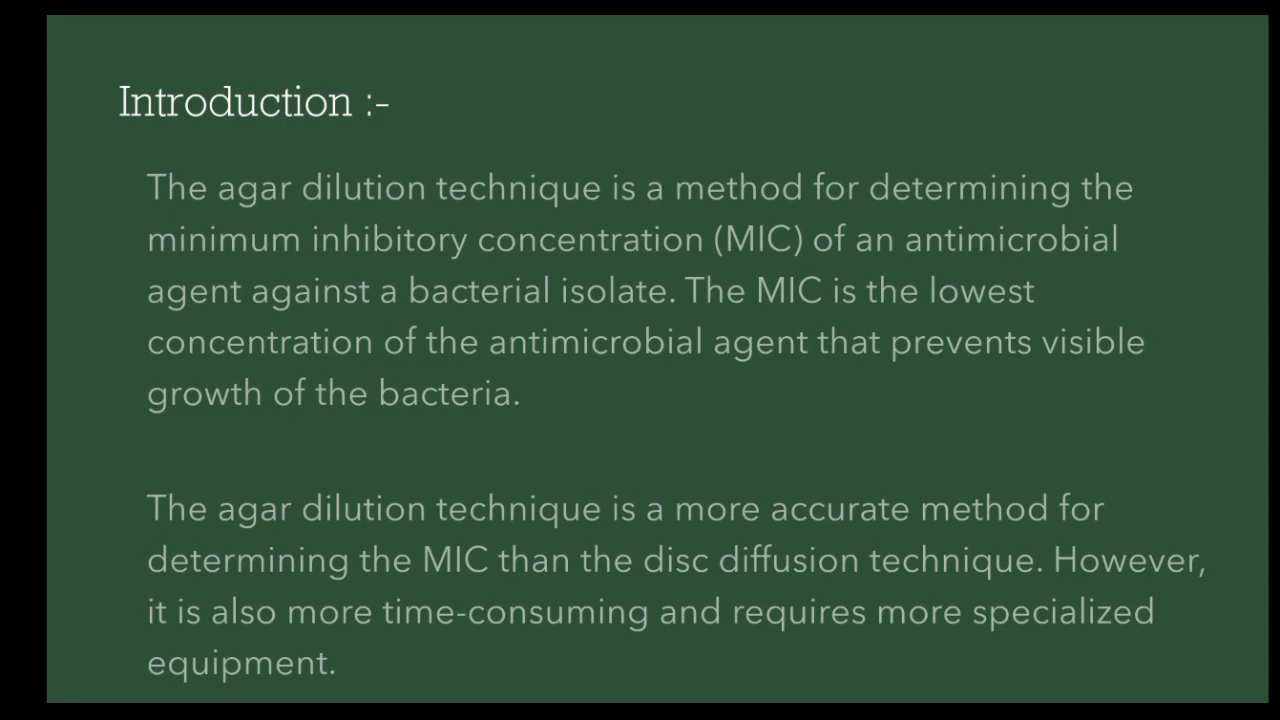 Introduction :-
The agar dilution technique is a method for determining the
minimum inhibitory concentration (MIC) of an antimicrobial
agent against a bacterial isolate. The MIC is the lowest
concentration of the antimicrobial agent that prevents visible
growth of the bacteria.
The agar dilution technique is a more accurate method for
determining the MIC than the disc diffusion technique. However,
it is also more time-consuming and requires more specialized
equipment.